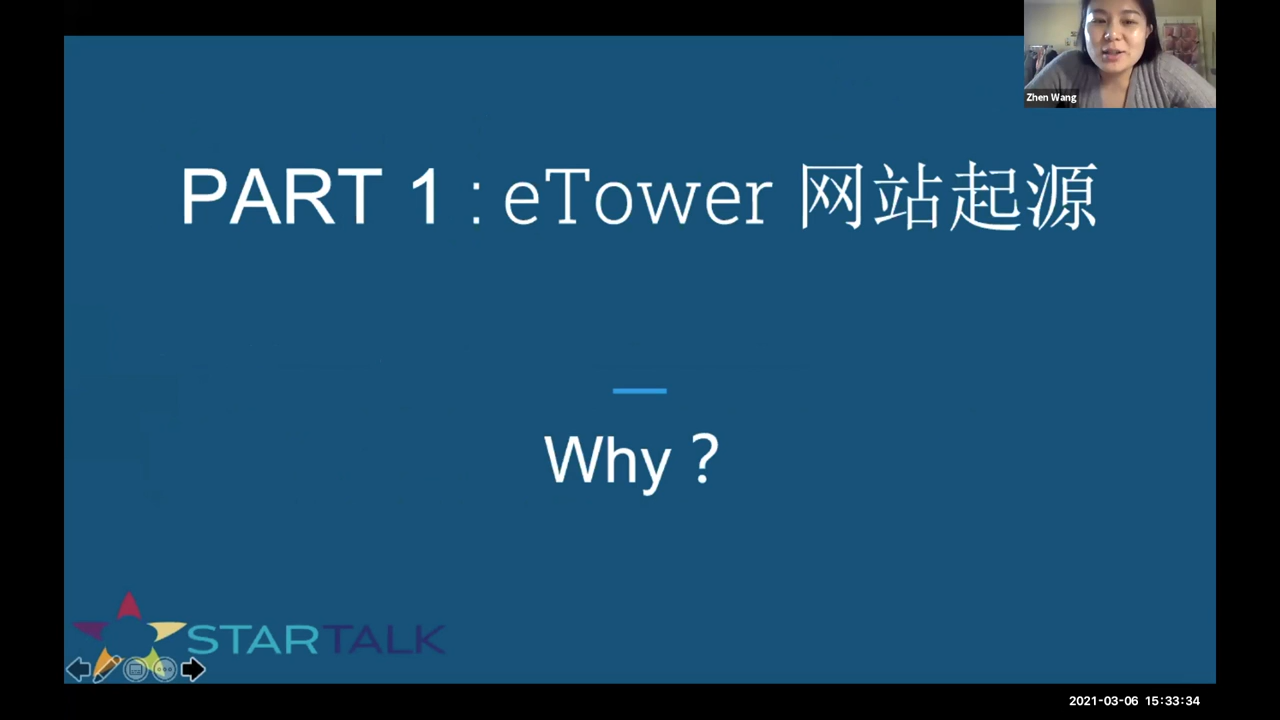 Zhen Wang
PART 1 : eTower 网站起源
Why？
STARTALK
2021-03-06 15:33:34